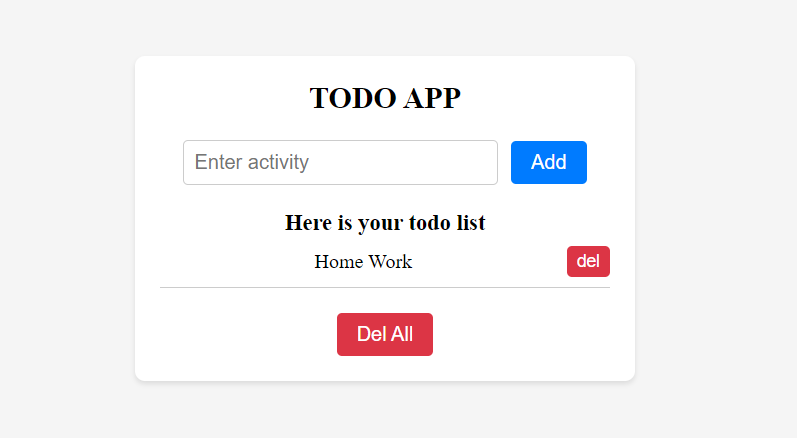 TODO APP
Enter activity Add
Here is your todo list
Home Work del
Del All